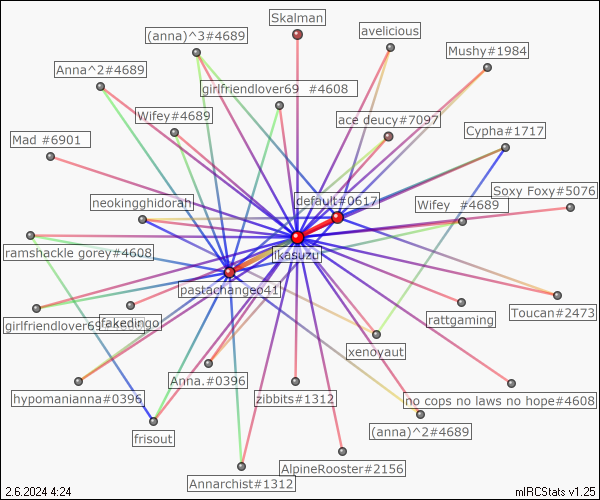 Skalman
(anna)^3#4689
avelicious
Mushy#1984
Anna^2#4689
girlfriendlover69 #4608
Wifey#4689
ace deucy#7097
Cypha#1717
Mad #6901
Soxy Foxy#5076
default#0617
neokingghidorah
Wifey #4689
ikasuzu
ramshackle gorey#4608
pastachangeo41
Toucan#2473
girlfriendlover69
fakedingo
rattgaming
xenoyaut
Anna.#0396
hypomanianna#0396
zibbits#1312
no cops no laws no hope#4608
(anna)^2#4689
frisout
AlpineRooster#2156
Annarchist#1312
2.6.2024 4:24
mIRCStats v1.25